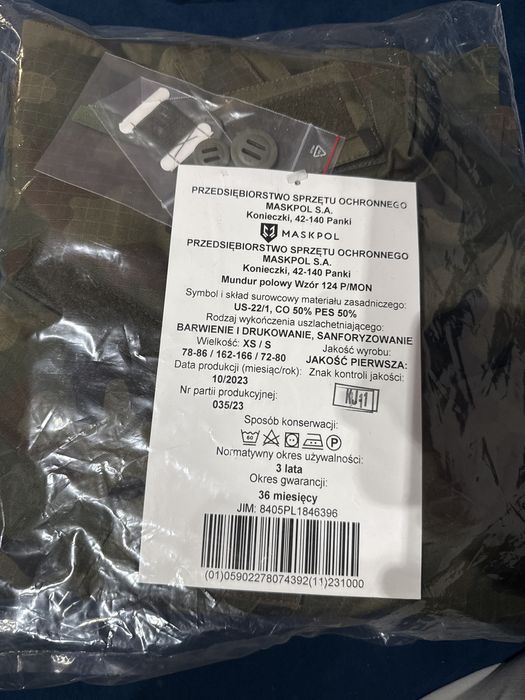 PRZEDSIĘBIORSTWO SPRZĘTU OCHRONNEGO
MASKPOL S.A.
Konieczki, 42-140 Panki
MASKPOL
PRZEDSIĘBIORSTWO SPRZĘTU OCHRONNEGO
MASKPOL S.A.
Konieczki, 42-140 Panki
Mundur polowy Wzór 124 P/MON
Symbol i skład surowcowy materiału zasadniczego:
US-22/1, CO 50% PES 50%
Rodzaj wykończenia uszlachetniającego:
BARWIENIE I DRUKOWANIE, SANFORYZOWANIE
Wielkość: XS / S
78-86 / 162-166 / 72-80
Jakość wyrobu:
JAKOŚĆ PIERWSZA:
Data produkcji (miesiąc/rok):
10/2023
Znak kontroli jakości:
KJ-1
Nr partii produkcyjnej:
035/23
Sposób konserwacji:
60
P
Normatywny okres używalności:
3 lata
Okres gwarancji:
36 miesięcy
JIM: 8405PL1846396
(01)05902278074392(11)231000